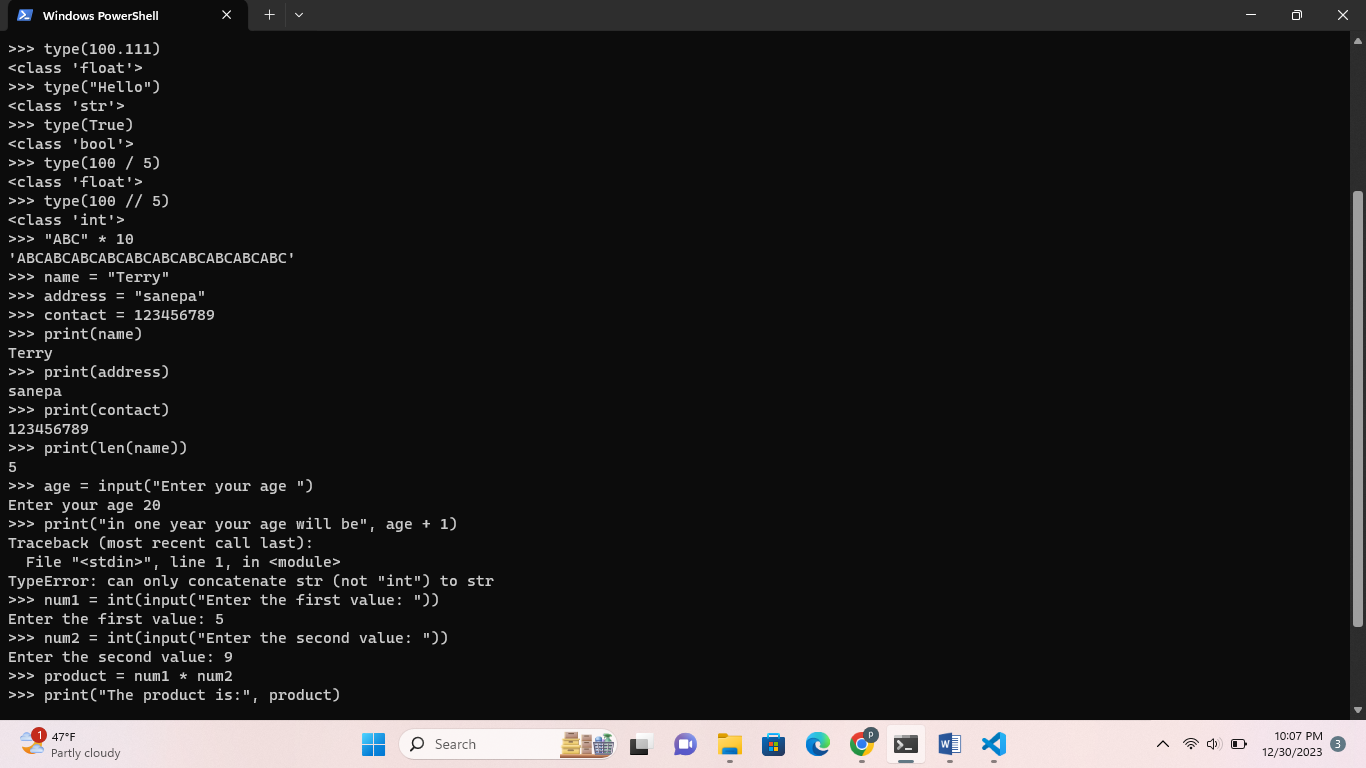 Windows PowerShell
>>> type(100.111)
<class 'float'>
>>> type("Hello")
<class 'str'>
>>> type(True)
<class 'bool'>
>>> type(100 / 5)
<class 'float'>
>>> type(100 // 5)
<class 'int'>
>>> "ABC" * 10
'ABCABCABCABCABCABCABCABCABCABC'
>>> name = "Terry"
>>> address = "sanepa"
>>> contact = 123456789
>>> print(name)
Terry
>>> print(address)
sanepa
>>> print(contact)
123456789
>>> print(len(name))
5
>>> age = input("Enter your age ")
Enter your age 20
>>> print("in one year your age will be", age + 1)
Traceback (most recent call last):
  File "<stdin>", line 1, in <module>
TypeError: can only concatenate str (not "int") to str
>>> num1 = int(input("Enter the first value: "))
Enter the first value: 5
>>> num2 = int(input("Enter the second value: "))
Enter the second value: 9
>>> product = num1 * num2
>>> print("The product is:", product)
1
47°F
Partly cloudy
Search
P
W
10:07 PM
12/30/2023
3